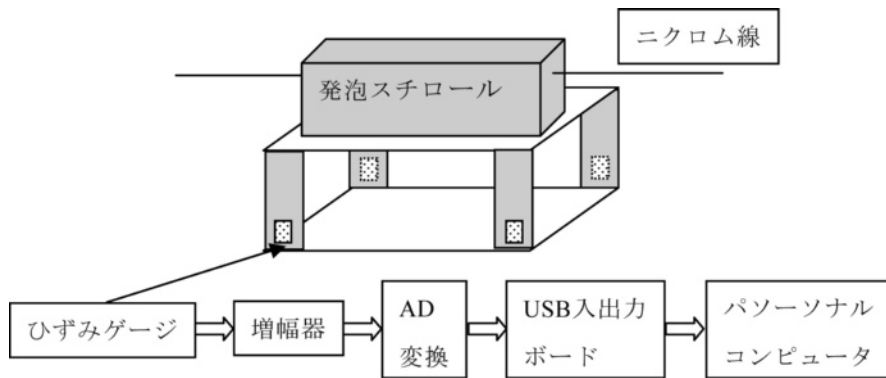 ニクロム線
発泡スチロール
ひずみゲージ
増幅器
AD
変換
USB入出力
ボード
パソーソナル
コンピュータ